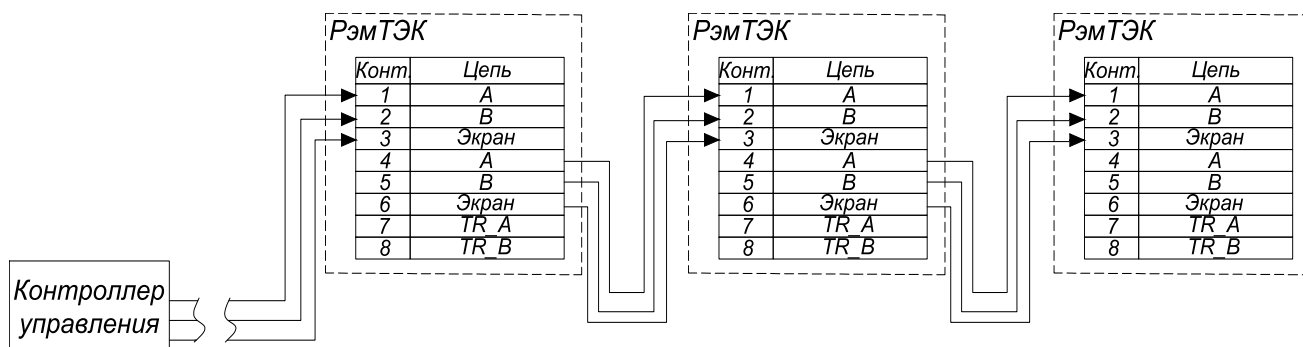 РэмТЭК
Конт. Цепь
1 A
2 B
3 Экран
4 A
5 B
6 Экран
7 TR_A
8 TR_B
РэмТЭК
Конт. Цепь
1 A
2 B
3 Экран
4 A
5 B
6 Экран
7 TR_A
8 TR_B
РэмТЭК
Конт. Цепь
1 A
2 B
3 Экран
4 A
5 B
6 Экран
7 TR_A
8 TR_B
Контроллер
управления